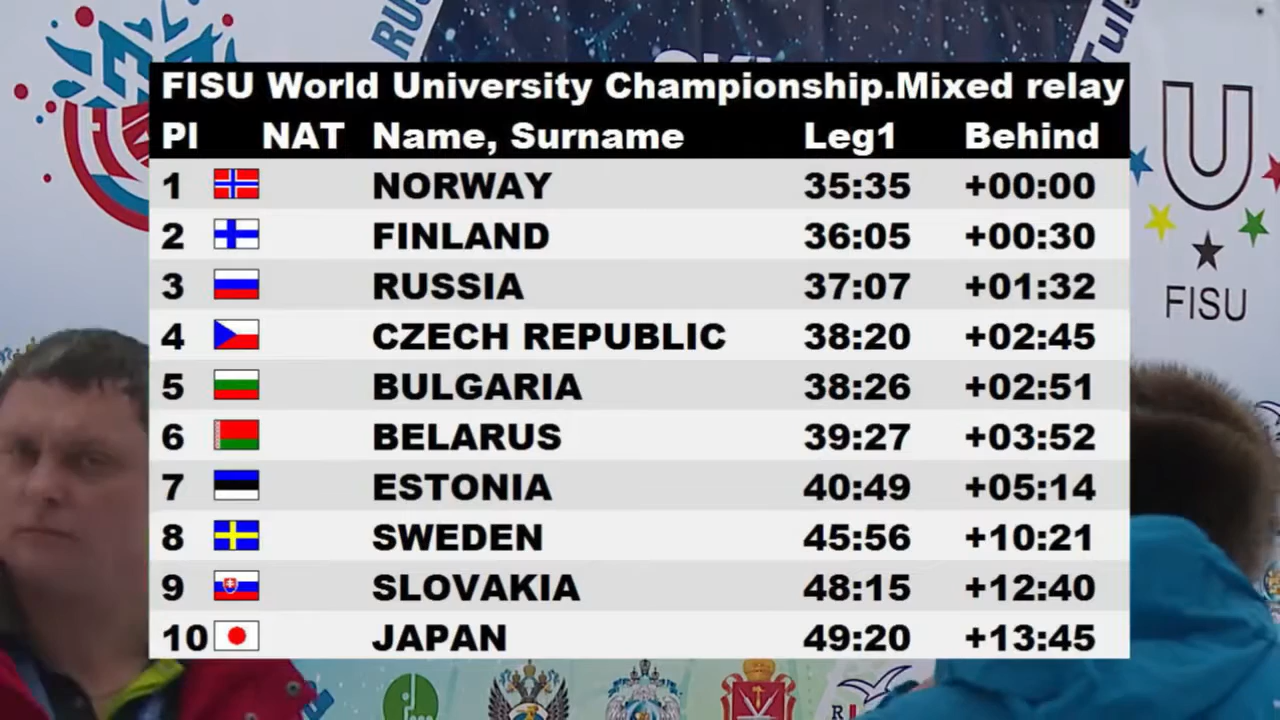 RUS
Tul
FISU World University Championship.Mixed relay
Pl NAT Name, Surname Leg1 Behind
1 NORWAY 35:35 +00:00
2 FINLAND 36:05 +00:30
3 RUSSIA 37:07 +01:32
4 CZECH REPUBLIC 38:20 +02:45
5 BULGARIA 38:26 +02:51
6 BELARUS 39:27 +03:52
7 ESTONIA 40:49 +05:14
8 SWEDEN 45:56 +10:21
9 SLOVAKIA 48:15 +12:40
10 JAPAN 49:20 +13:45
U
FISU